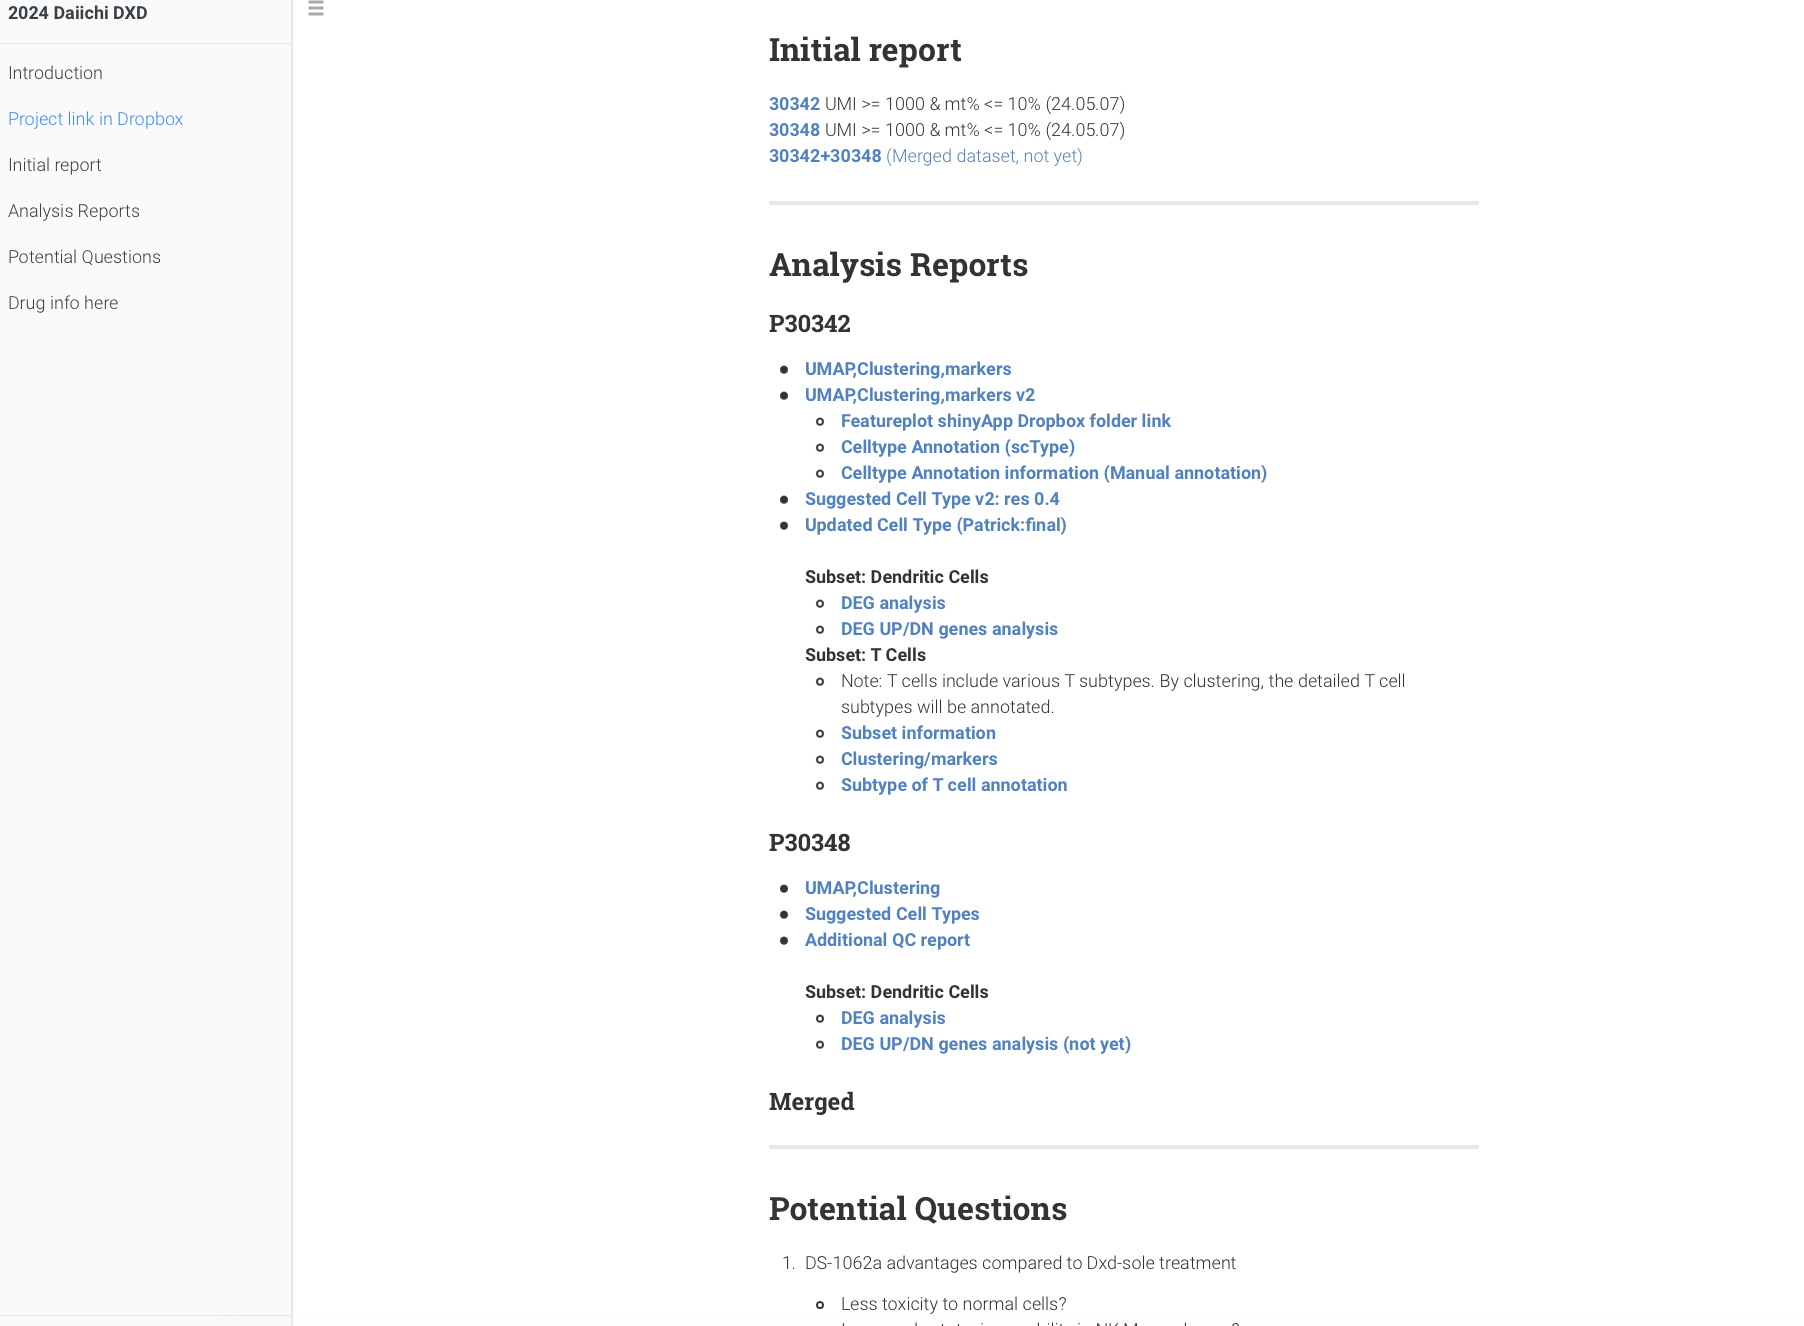 2024 Daiichi DXD
Introduction
Project link in Dropbox
Initial report
Analysis Reports
Potential Questions
Drug info here
Initial report
30342 UMI >= 1000 & mt% <= 10% (24.05.07)
30348 UMI >= 1000 & mt% <= 10% (24.05.07)
30342+30348 (Merged dataset, not yet)
Analysis Reports
P30342
UMAP,Clustering,markers
UMAP,Clustering,markers v2
Featureplot shinyApp Dropbox folder link
Celltype Annotation (scType)
Celltype Annotation information (Manual annotation)
Suggested Cell Type v2: res 0.4
Updated Cell Type (Patrick:final)
Subset: Dendritic Cells
DEG analysis
DEG UP/DN genes analysis
Subset: T Cells
Note: T cells include various T subtypes. By clustering, the detailed T cell
subtypes will be annotated.
Subset information
Clustering/markers
Subtype of T cell annotation
P30348
UMAP,Clustering
Suggested Cell Types
Additional QC report
Subset: Dendritic Cells
DEG analysis
DEG UP/DN genes analysis (not yet)
Merged
Potential Questions
1. DS-1062a advantages compared to Dxd-sole treatment
Less toxicity to normal cells?